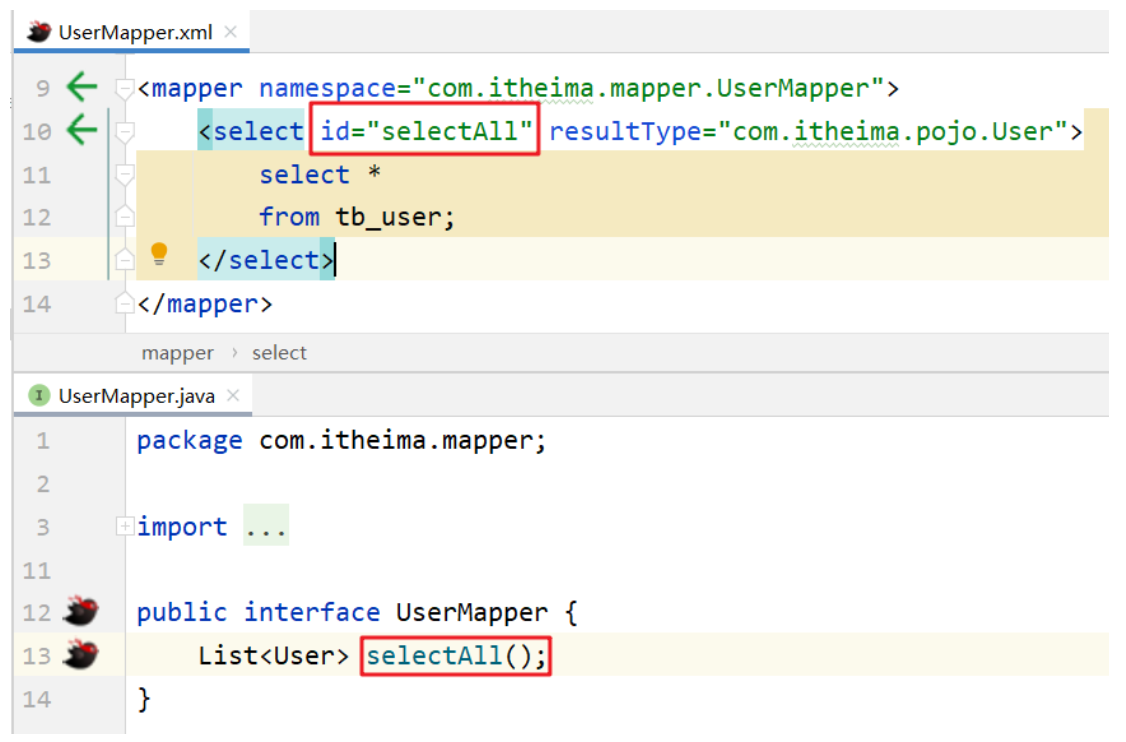 UserMapper.xml
9 <mapper namespace="com.itheima.mapper.UserMapper">
10 <select id="selectAll" resultType="com.itheima.pojo.User">
11 select *
12 from tb_user;
13 </select>
14 </mapper>
mapper › select
I UserMapper.java
1 package com.itheima.mapper;
2
3 import ...
11
12 public interface UserMapper {
13 List<User> selectAll();
14 }